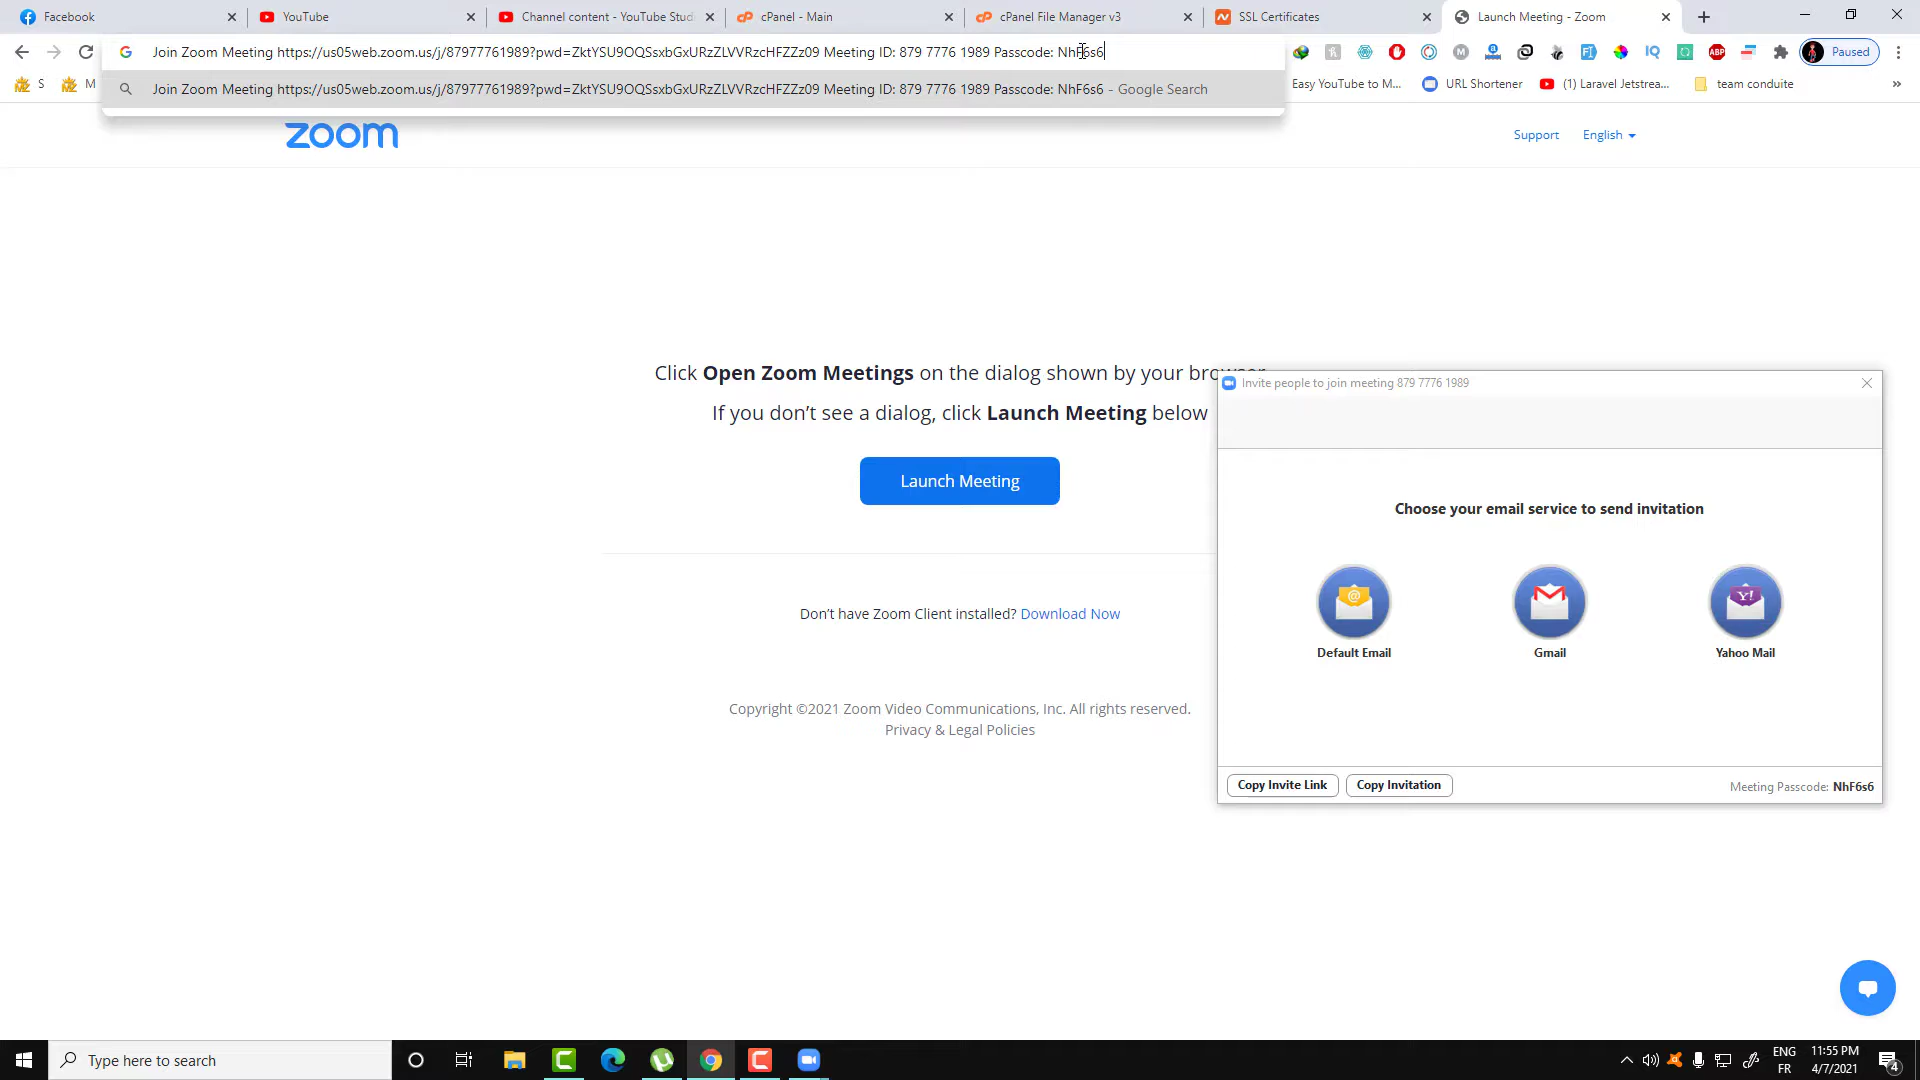 Facebook
YouTube
Channel content - YouTube Stud
cPanel - Main
cPanel File Manager v3
SSL Certificates
Launch Meeting - Zoom
Join Zoom Meeting https://us05web.zoom.us/j/87977761989?pwd=ZktYSU9OQSsxbGxURzZLVVRzcHFZZz09 Meeting ID: 879 7776 1989 Passcode: NhF6s6
Paused
Join Zoom Meeting https://us05web.zoom.us/j/87977761989?pwd=ZktYSU9OQSsxbGxURzZLVVRzcHFZZz09 Meeting ID: 879 7776 1989 Passcode: NhF6s6 - Google Search
S
M
Easy YouTube to M...
URL Shortener
(1) Laravel Jetstrea...
team conduite
»
zoom
Support
English
Click Open Zoom Meetings on the dialog shown by your browser
If you don't see a dialog, click Launch Meeting below
Launch Meeting
Don't have Zoom Client installed? Download Now
Copyright ©2021 Zoom Video Communications, Inc. All rights reserved.
Privacy & Legal Policies
Invite people to join meeting 879 7776 1989
Choose your email service to send invitation
Default Email
Gmail
Yahoo Mail
Copy Invite Link
Copy Invitation
Meeting Passcode: NhF6s6
Type here to search
ENG
FR
11:55 PM
4/7/2021
4